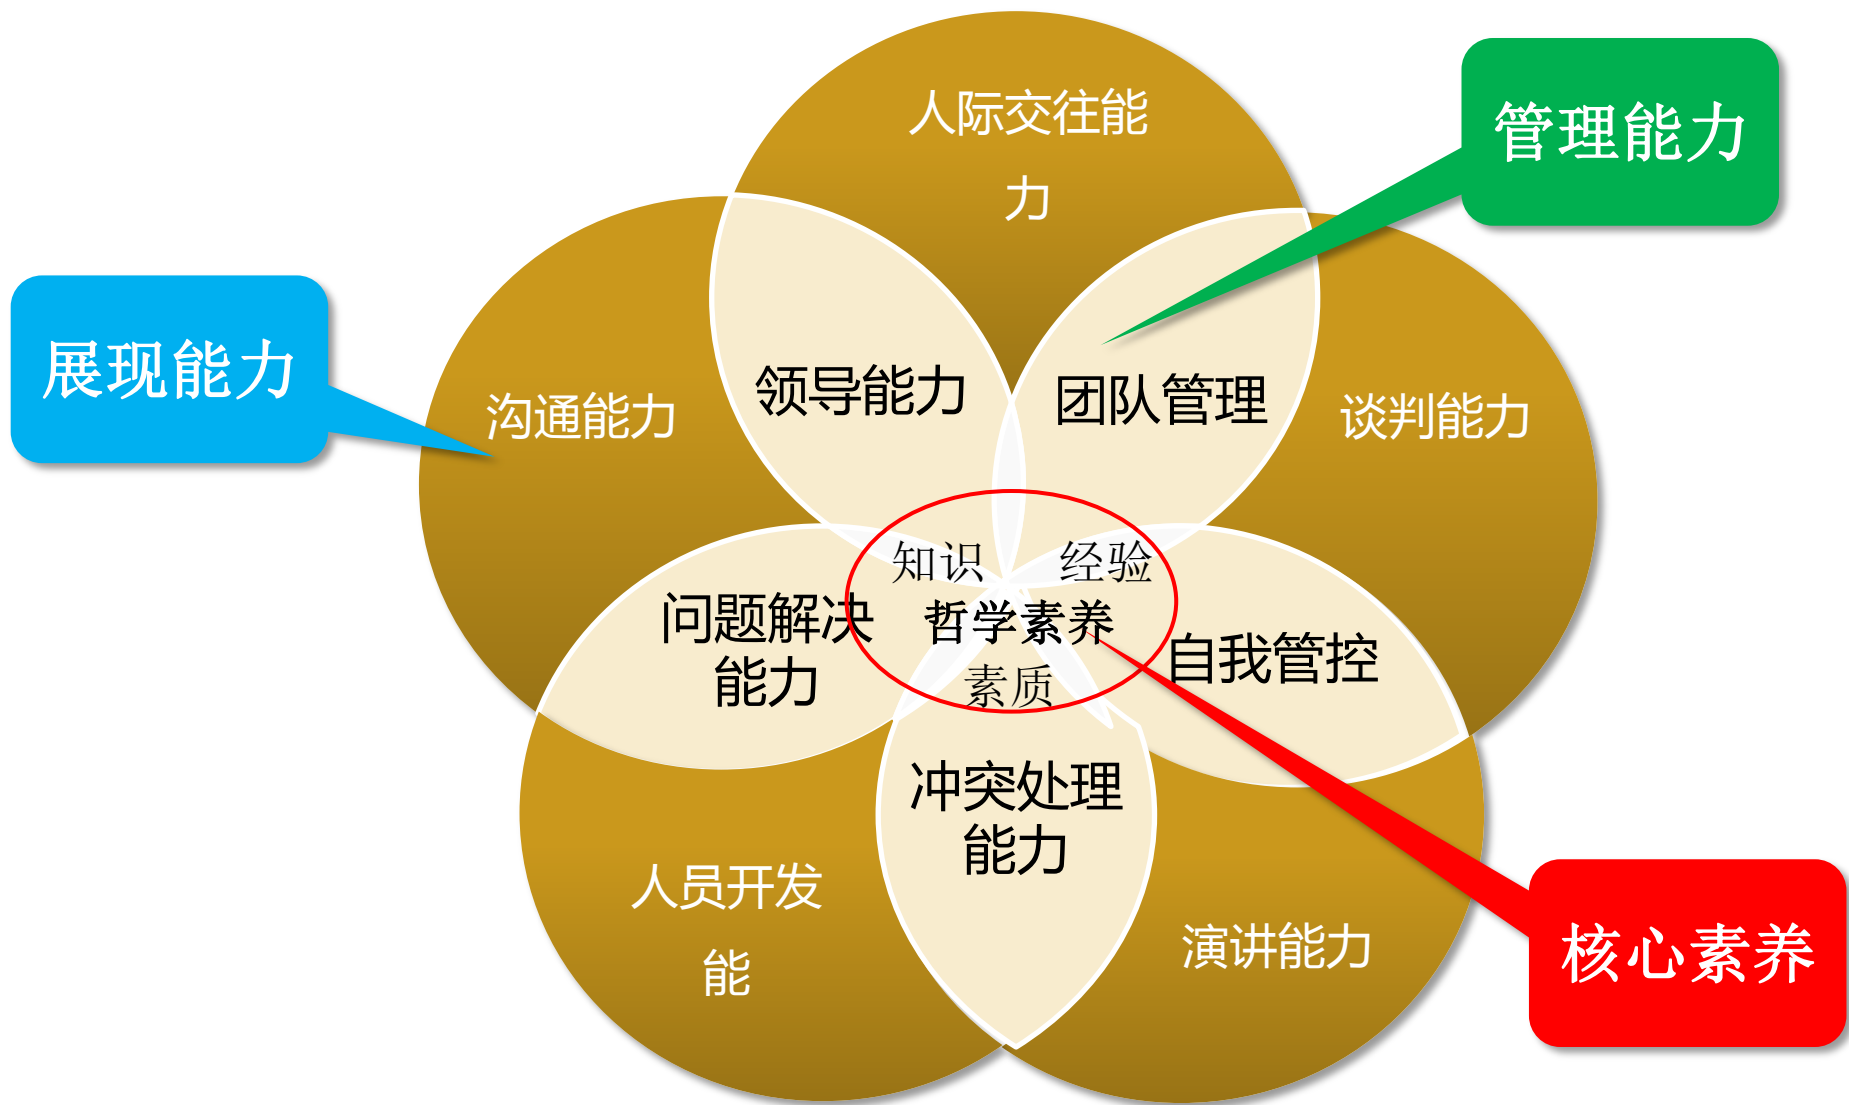 人际交往能
力
管理能力
展现能力
领导能力
团队管理
沟通能力
谈判能力
知识
经验
问题解决
能力
哲学素养
自我管控
素质
冲突处理
能力
人员开发
能
演讲能力
核心素养